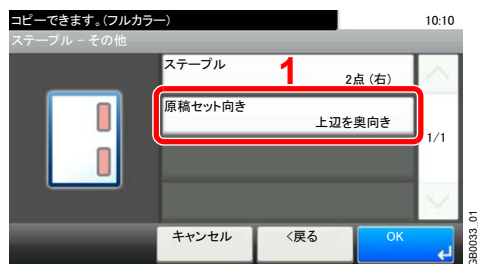 コピーできます。(フルカラー) 10:10
ステープル - その他
ステープル 1
2点 (右)
原稿セット向き
上辺を奥向き
1/1
キャンセル <戻る OK
GB0033_01